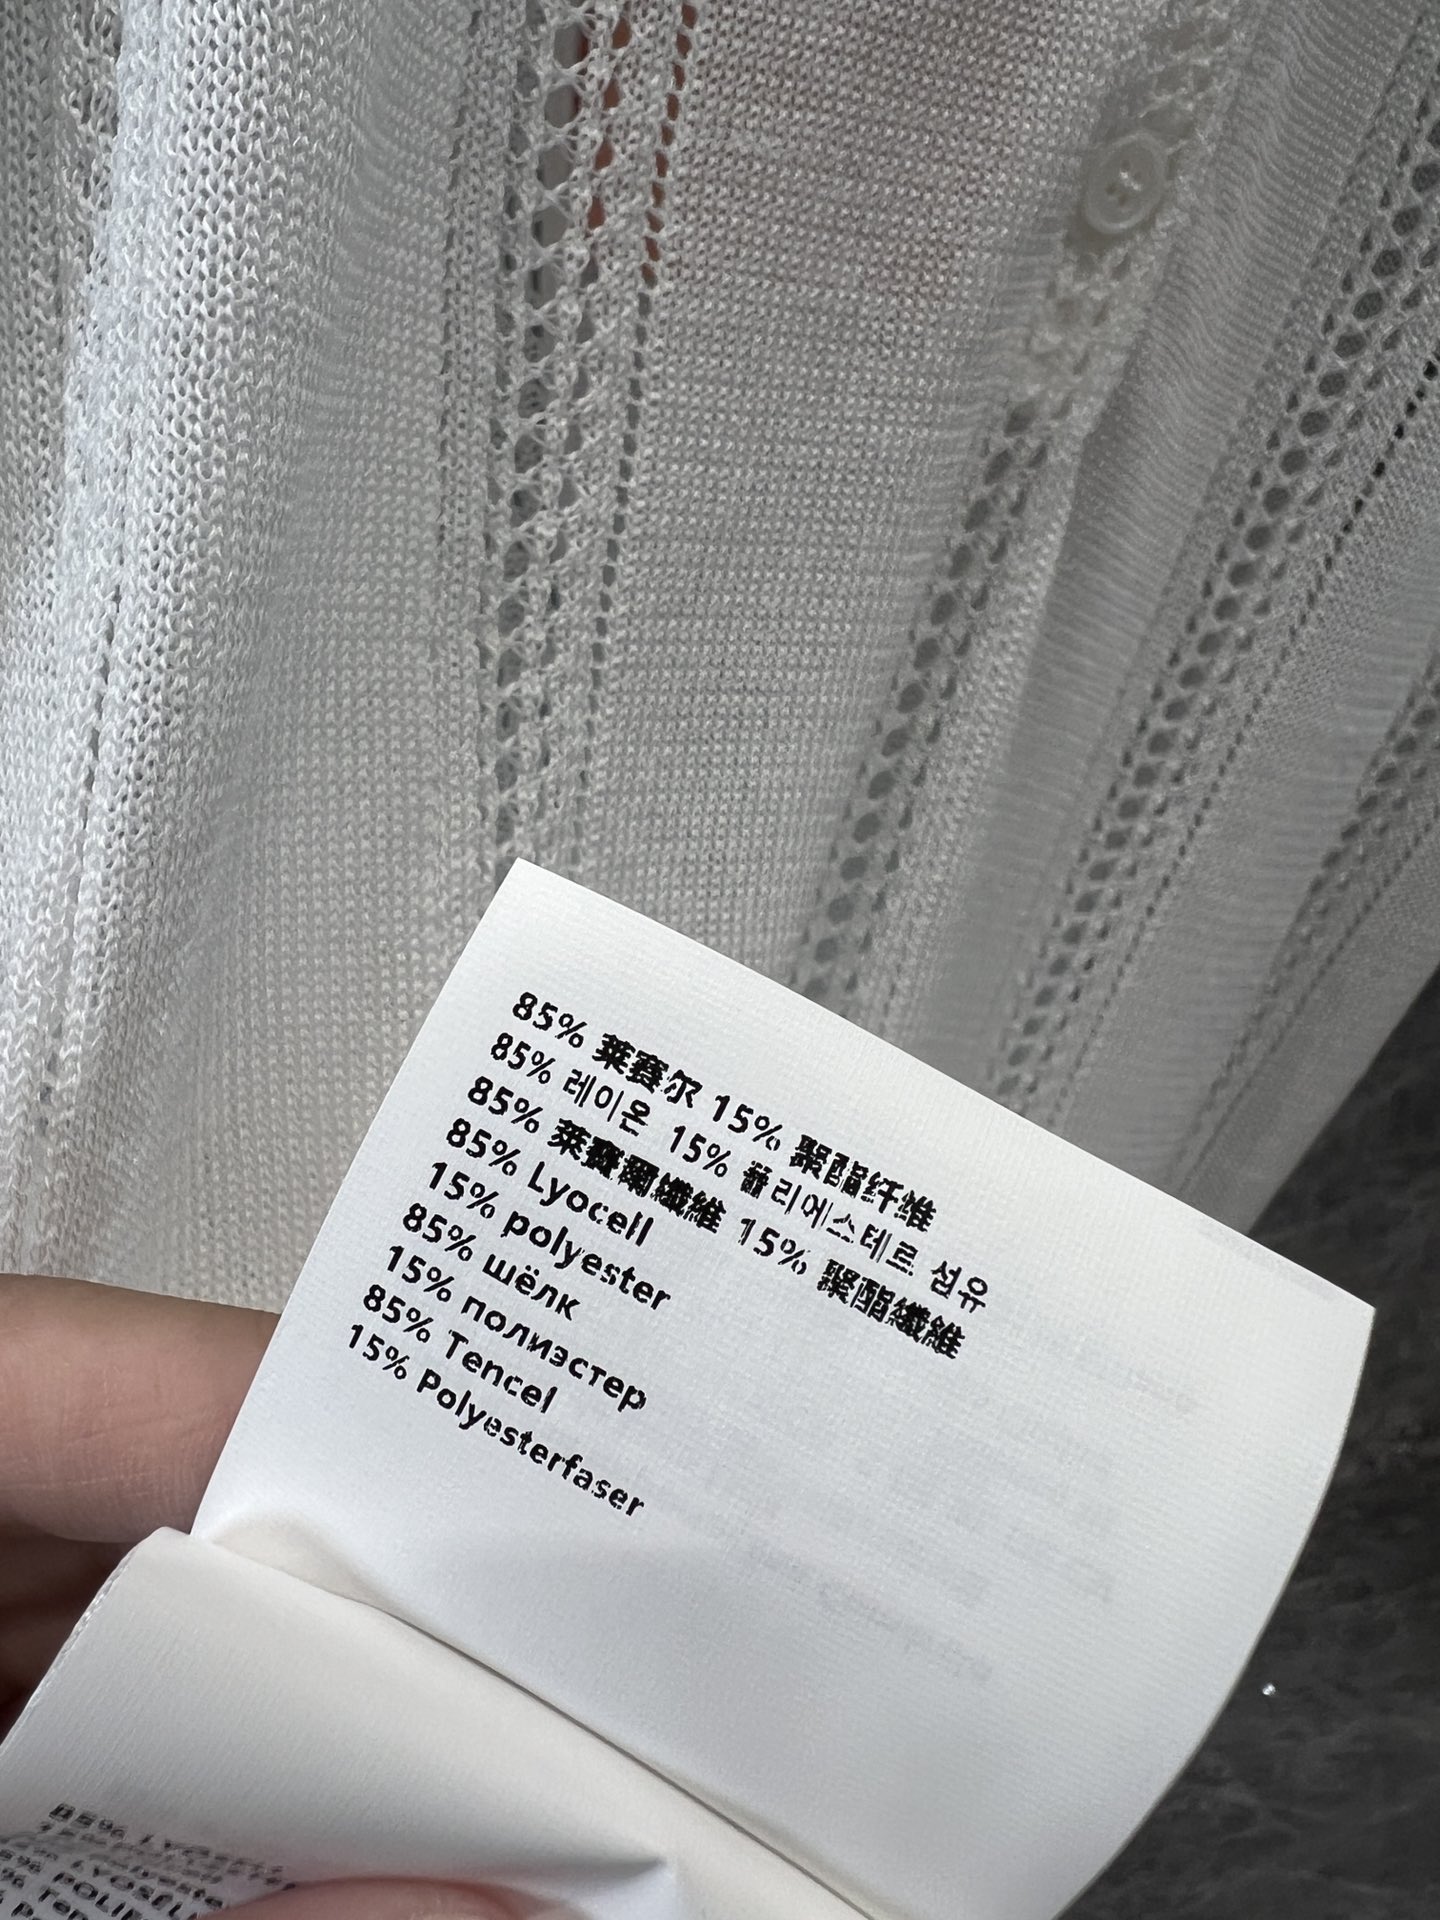 85% 莱赛尔 15% 聚酯纤维
85% 레이온 15% 폴리에스테르 섬유
85% 萊賽爾纖維 15% 聚酯纖維
85% Lyocell
15% polyester
85% шёлк
15% полиэстер
85% Tencel
15% Polyesterfaser